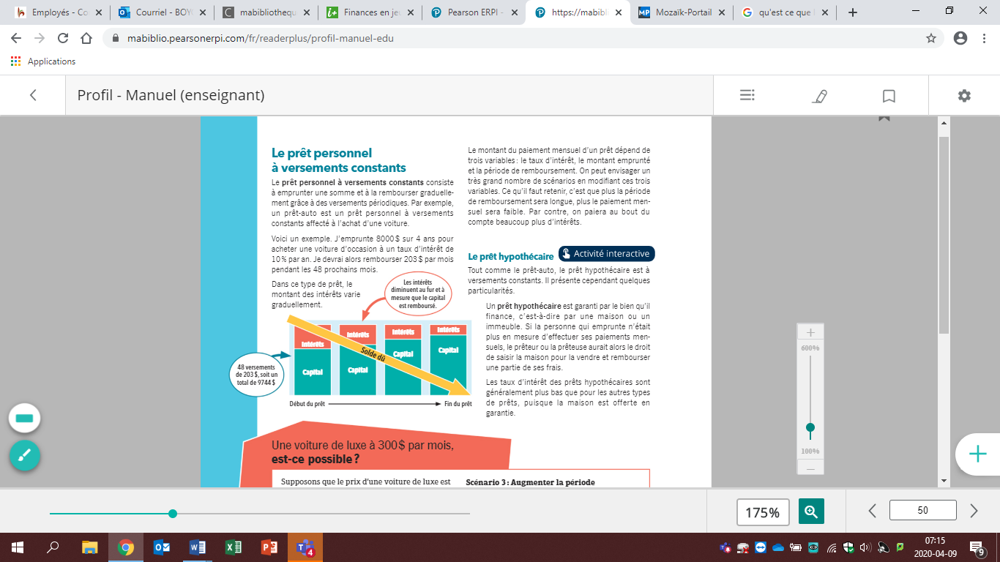 Employés - Co
Courriel - BOY
mabibliothequ
Finances en je
Pearson ERPI -
https://mabibl
Mozaïk-Portail
qu'est ce que l
mabiblio.pearsonerpi.com/fr/readerplus/profil-manuel-edu
Applications
Profil - Manuel (enseignant)
Le prêt personnel
à versements constants
Le prêt personnel à versements constants consiste
à emprunter une somme et à la rembourser graduelle-
ment grâce à des versements périodiques. Par exemple,
un prêt-auto est un prêt personnel à versements
constants affecté à l'achat d'une voiture.
Voici un exemple. J'emprunte 8000 $ sur 4 ans pour
acheter une voiture d'occasion à un taux d'intérêt de
10 % par an. Je devrai alors rembourser 203 $ par mois
pendant les 48 prochains mois.
Dans ce type de prêt, le
montant des intérêts varie
graduellement.
Les intérêts
diminuent au fur et à
mesure que le capital
est remboursé.
Intérêts
Intérêts
Intérêts
Intérêts
Solde dû
Capital
Capital
Capital
Capital
48 versements
de 203 $, soit un
total de 9744 $
Début du prêt
Fin du prêt
Le montant du paiement mensuel d'un prêt dépend de
trois variables : le taux d'intérêt, le montant emprunté
et la période de remboursement. On peut envisager un
très grand nombre de scénarios en modifiant ces trois
variables. Ce qu'il faut retenir, c'est que plus la période
de remboursement sera longue, plus le paiement men-
suel sera faible. Par contre, on paiera au bout du
compte beaucoup plus d'intérêts.
Le prêt hypothécaire
Activité interactive
Tout comme le prêt-auto, le prêt hypothécaire est à
versements constants. Il présente cependant quelques
particularités.
Un prêt hypothécaire est garanti par le bien qu'il
finance, c'est-à-dire par une maison ou un
immeuble. Si la personne qui emprunte n'était
plus en mesure d'effectuer ses paiements men-
suels, le prêteur ou la prêteuse aurait alors le droit
de saisir la maison pour la vendre et rembourser
une partie de ses frais.
Les taux d'intérêt des prêts hypothécaires sont
généralement plus bas que pour les autres types
de prêts, puisque la maison est offerte en
garantie.
Une voiture de luxe à 300 $ par mois,
est-ce possible ?
Supposons que le prix d'une voiture de luxe est
Scénario 3 : Augmenter la période
600%
100%
175%
50
4
07:15
2020-04-09
9